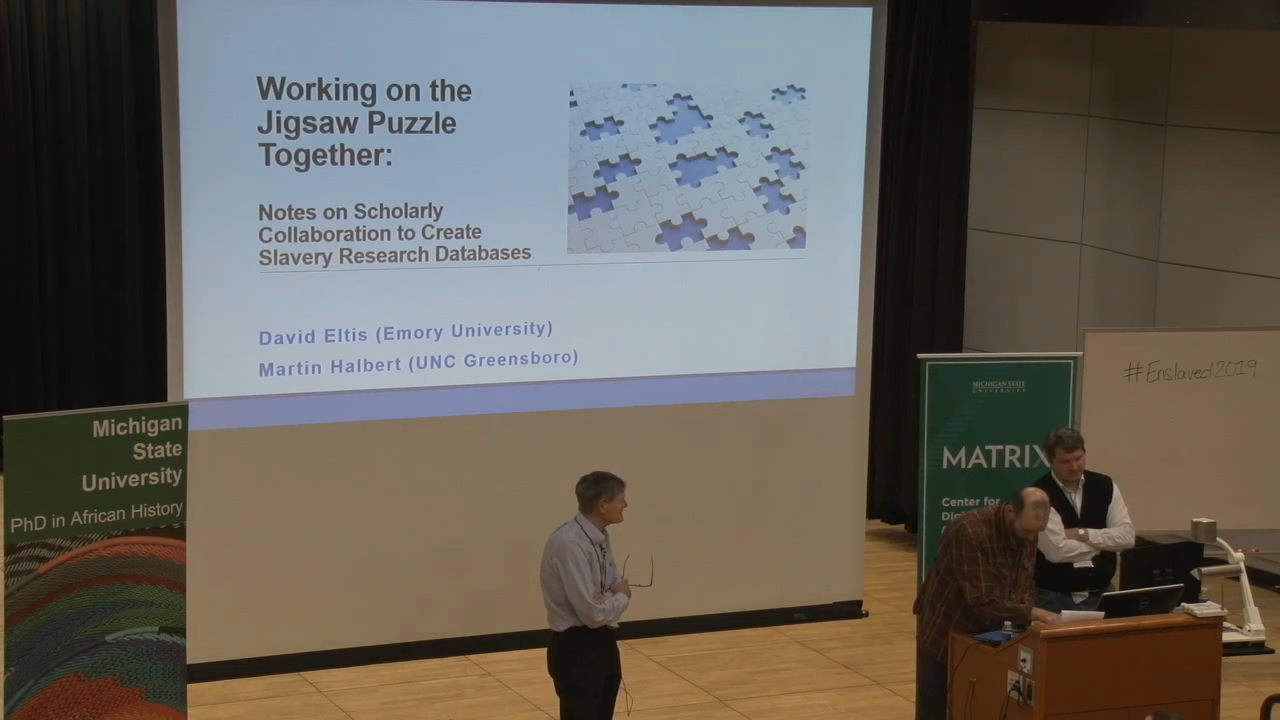 Working on the
Jigsaw Puzzle
Together:
Notes on Scholarly
Collaboration to Create
Slavery Research Databases
David Eltis (Emory University)
Martin Halbert (UNC Greensboro)
Michigan
State
University
PhD in African History
MICHIGAN STATE
UNIVERSITY
MATRIX
Center for
#Enslaved2019